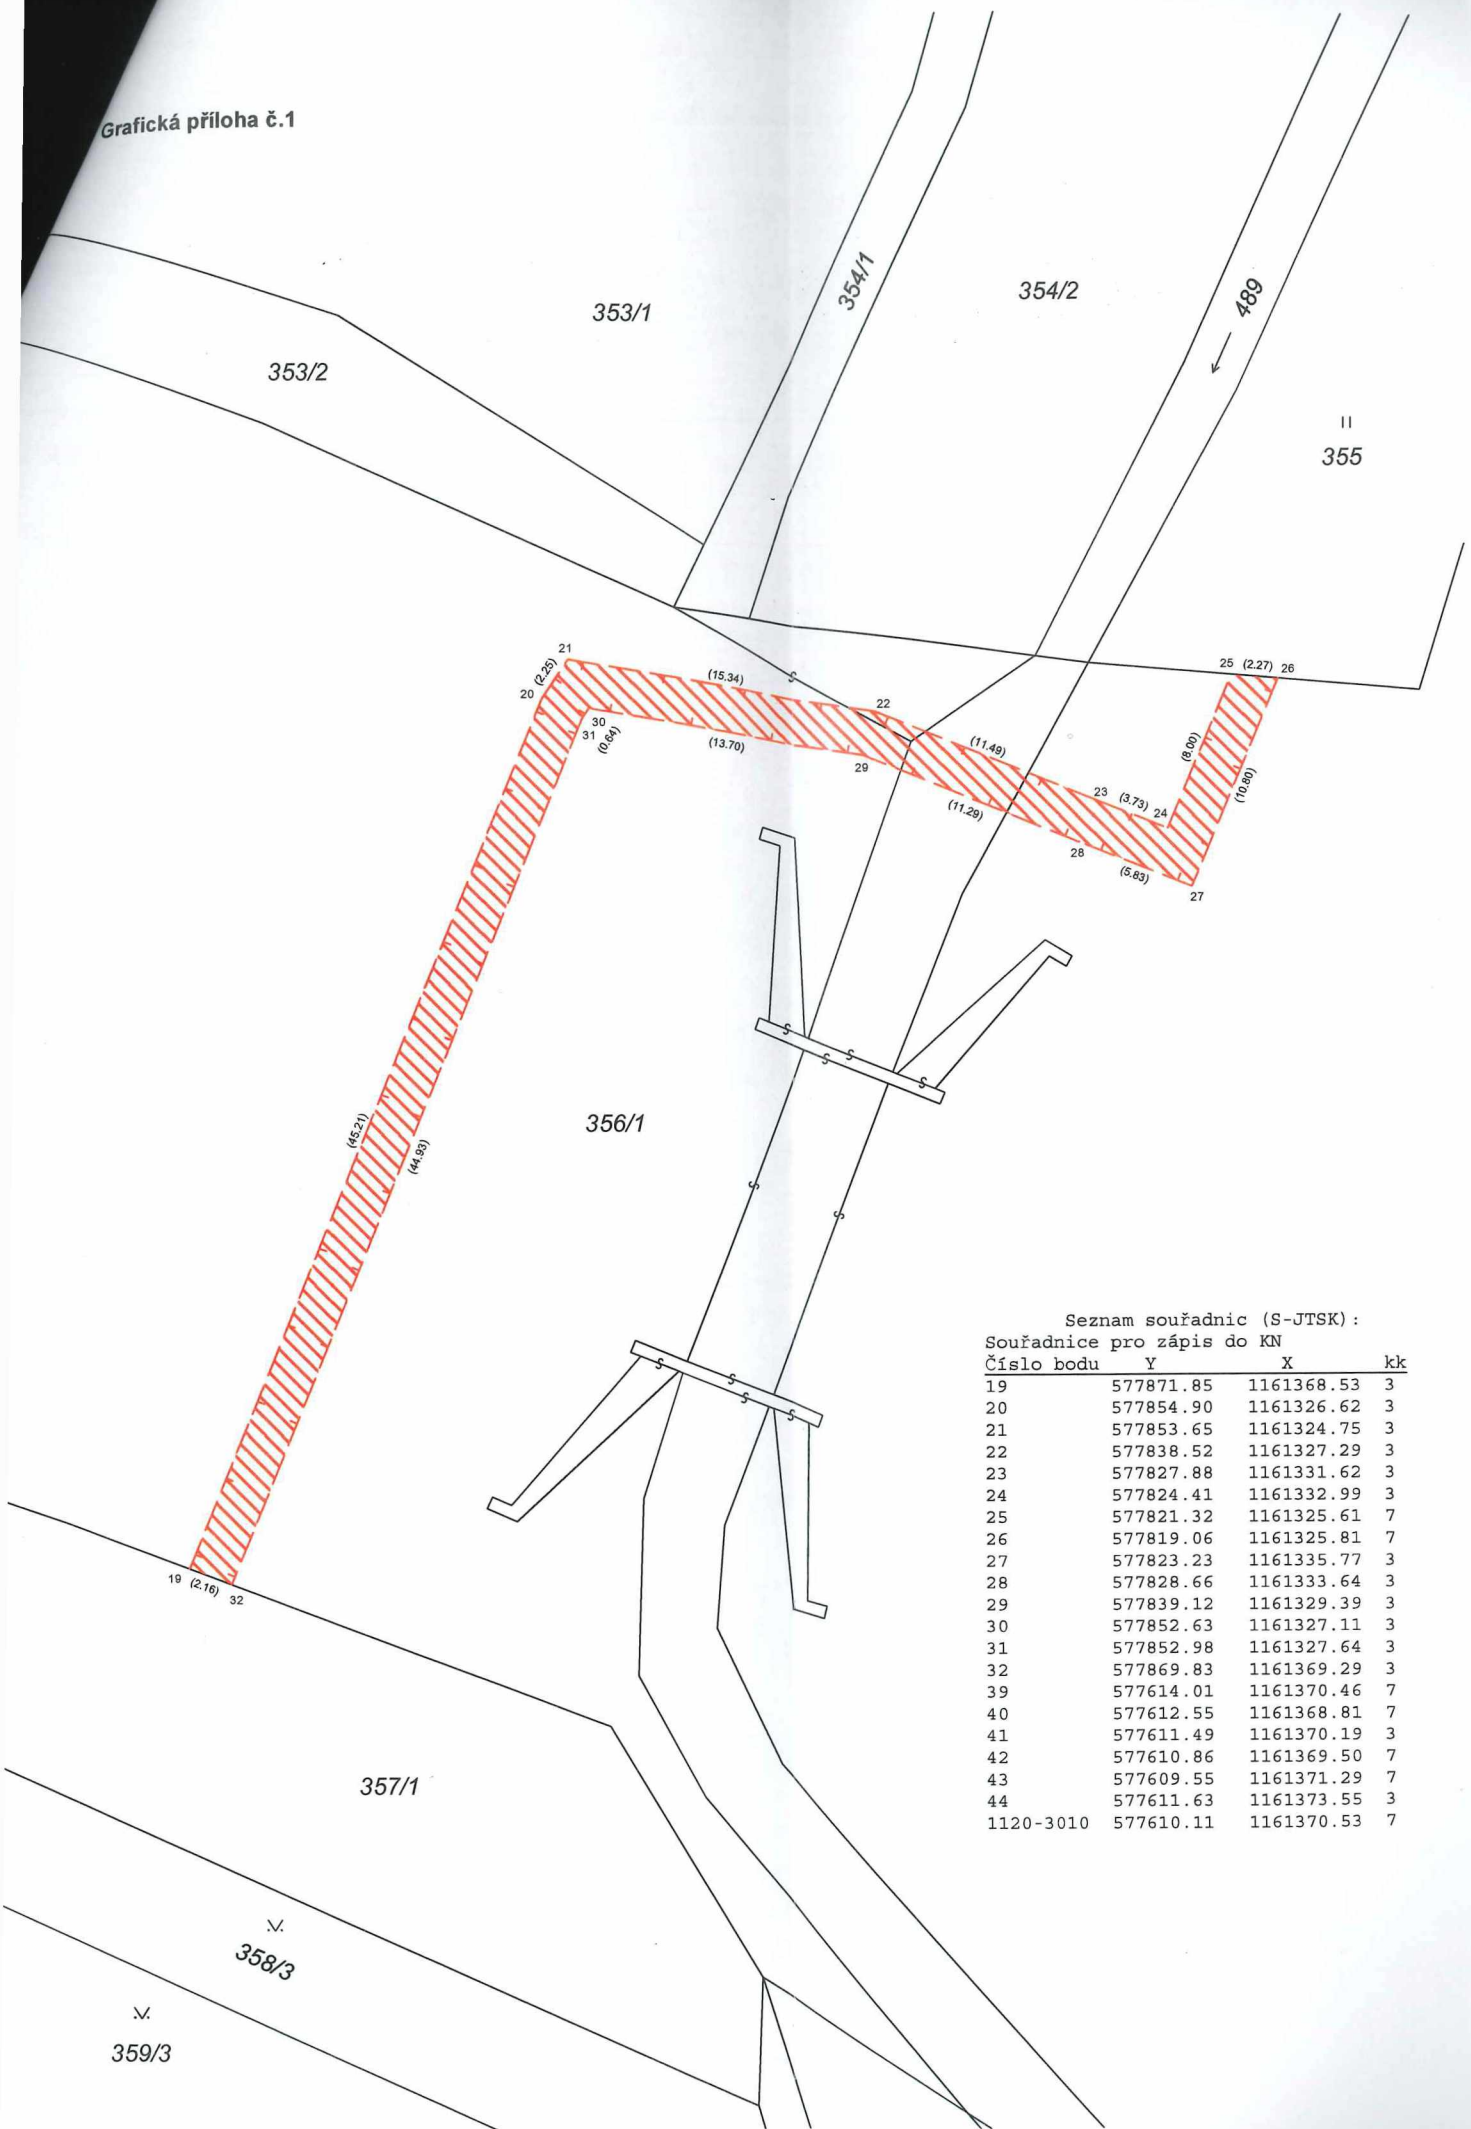 Grafická příloha č.1
353/1
354/1
354/2
489
353/2
II
355
21
(2.25)
20
30
31
(0.64)
(15.34)
(13.70)
22
29
(11.49)
(11.29)
23
(3.73)
24
28
(5.83)
27
25 (2.27) 26
(8.00)
(10.80)
(45.21)
(44.93)
356/1
19 (2.16) 32
357/1
358/3
359/3
Seznam souřadnic (S-JTSK):
Souřadnice pro zápis do KN
Číslo bodu Y X kk
19 577871.85 1161368.53 3
20 577854.90 1161326.62 3
21 577853.65 1161324.75 3
22 577838.52 1161327.29 3
23 577827.88 1161331.62 3
24 577824.41 1161332.99 3
25 577821.32 1161325.61 7
26 577819.06 1161325.81 7
27 577823.23 1161335.77 3
28 577828.66 1161333.64 3
29 577839.12 1161329.39 3
30 577852.63 1161327.11 3
31 577852.98 1161327.64 3
32 577869.83 1161369.29 3
39 577614.01 1161370.46 7
40 577612.55 1161368.81 7
41 577611.49 1161370.19 3
42 577610.86 1161369.50 7
43 577609.55 1161371.29 7
44 577611.63 1161373.55 3
1120-3010 577610.11 1161370.53 7